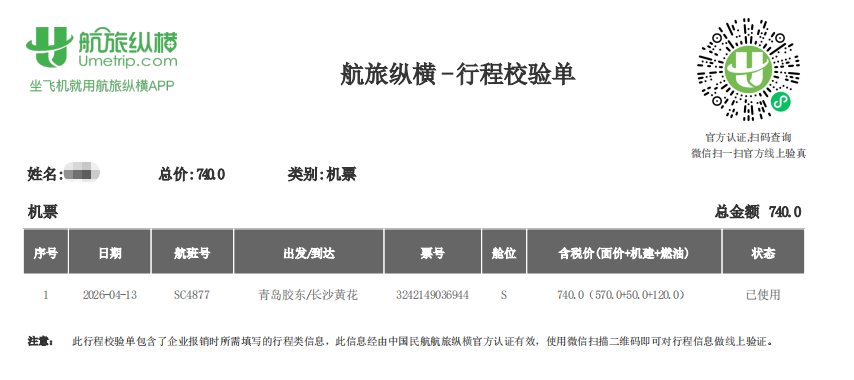 航旅纵横
Umetrip.com
坐飞机就用航旅纵横APP
航旅纵横–行程校验单
官方认证,扫码查询
微信扫一扫官方线上验真
姓名: 总价:740.0 类别:机票
机票 总金额 740.0
序号 日期 航班号 出发/到达 票号 舱位 含税价(面价+机建+燃油) 状态
1 2026-04-13 SC4877 青岛胶东/长沙黄花 3242149036944 S 740.0（570.0+50.0+120.0） 已使用
注意： 此行程校验单包含了企业报销时所需填写的行程类信息，此信息经由中国民航航旅纵横官方认证有效，使用微信扫描二维码即可对行程信息做线上验证。